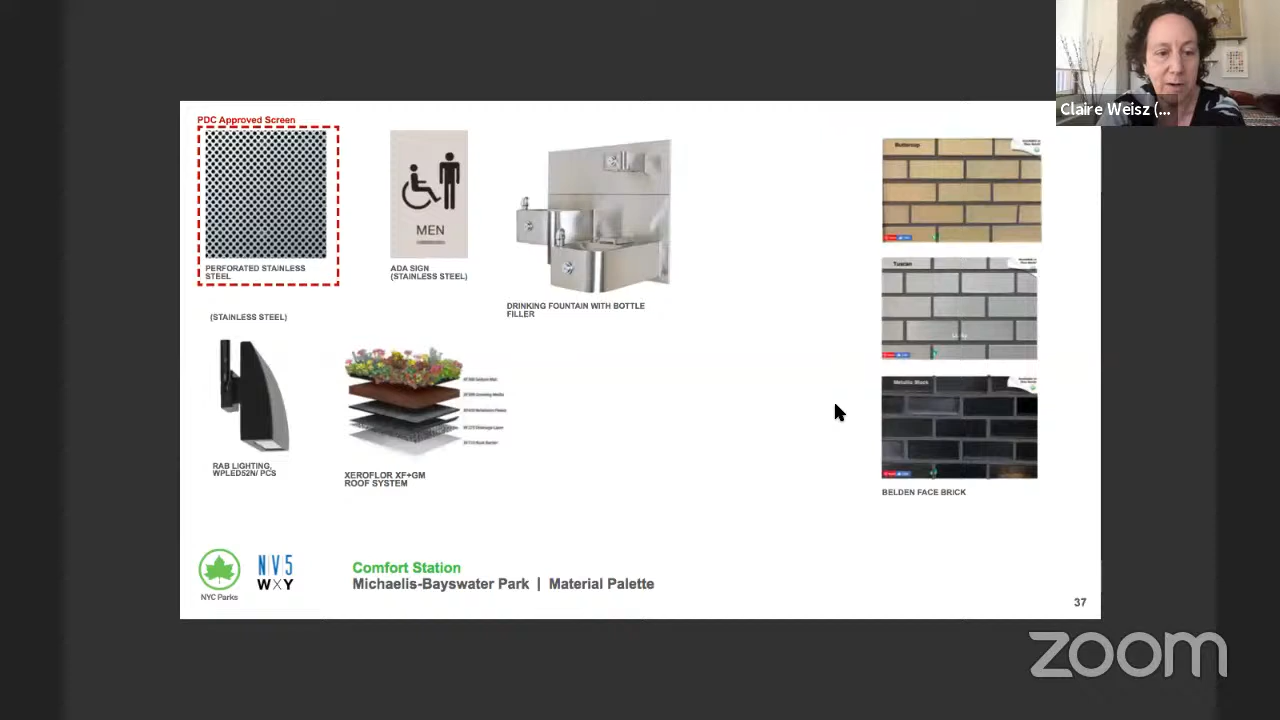 Claire Weisz (...
PDC Approved Screen
PERFORATED STAINLESS
STEEL
MEN
ADA SIGN
(STAINLESS STEEL)
DRINKING FOUNTAIN WITH BOTTLE
FILLER
(STAINLESS STEEL)
RAB LIGHTING,
WPLED52N/ PCS
XEROFLOR XF+GM
ROOF SYSTEM
Buttercup
Tuscan
Metallic Black
BELDEN FACE BRICK
NYC Parks
NV5
WXY
Comfort Station
Michaelis-Bayswater Park | Material Palette
37
zoom